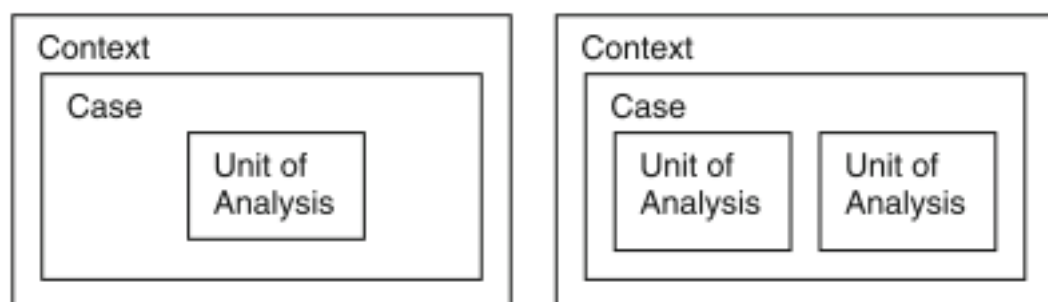 Context
Case
Unit of
Analysis
Context
Case
Unit of
Analysis
Unit of
Analysis